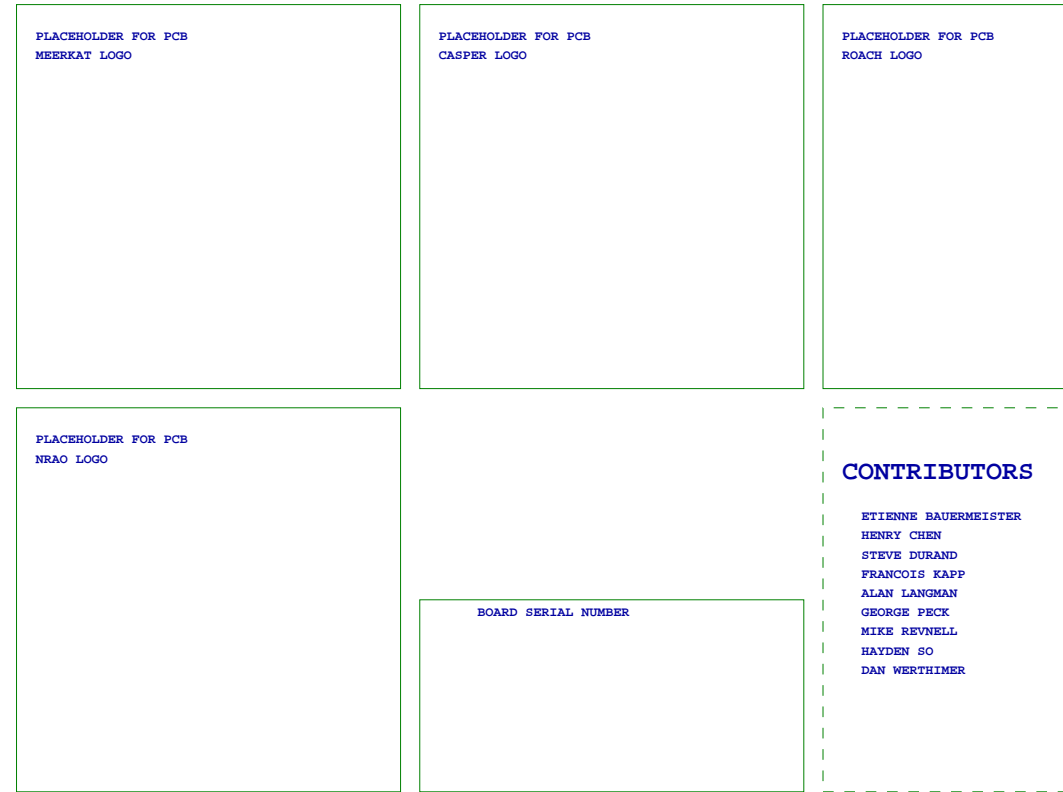 PLACEHOLDER FOR PCB
MEERKAT LOGO
PLACEHOLDER FOR PCB
CASPER LOGO
PLACEHOLDER FOR PCB
ROACH LOGO
PLACEHOLDER FOR PCB
NRAO LOGO
BOARD SERIAL NUMBER
CONTRIBUTORS
ETIENNE BAUERMEISTER
HENRY CHEN
STEVE DURAND
FRANCOIS KAPP
ALAN LANGMAN
GEORGE PECK
MIKE REVNELL
HAYDEN SO
DAN WERTHIMER